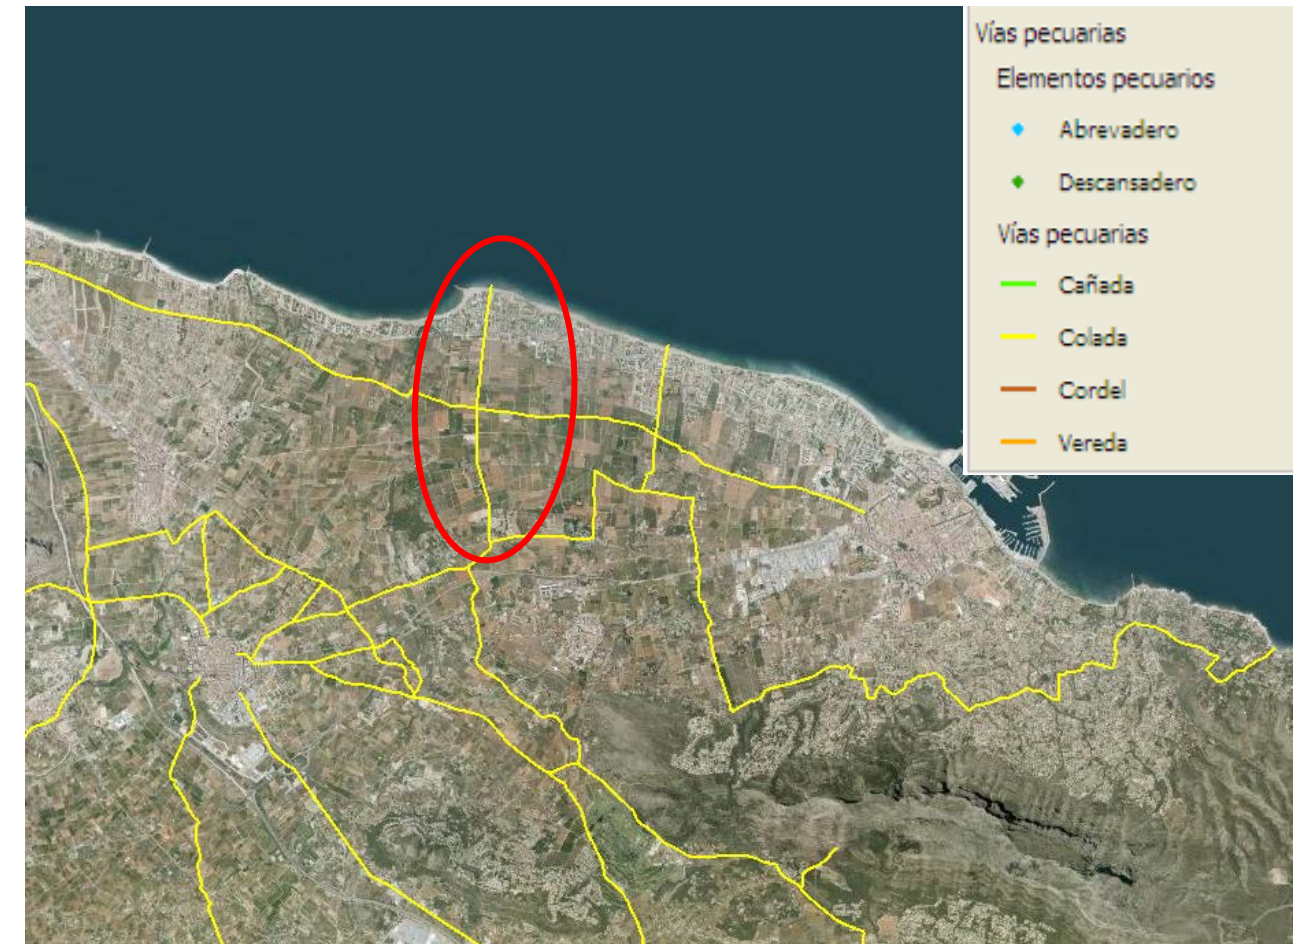 Vías pecuarias
Elementos pecuarios
Abrevadero
Descansadero
Vías pecuarias
Cañada
Colada
Cordel
Vereda